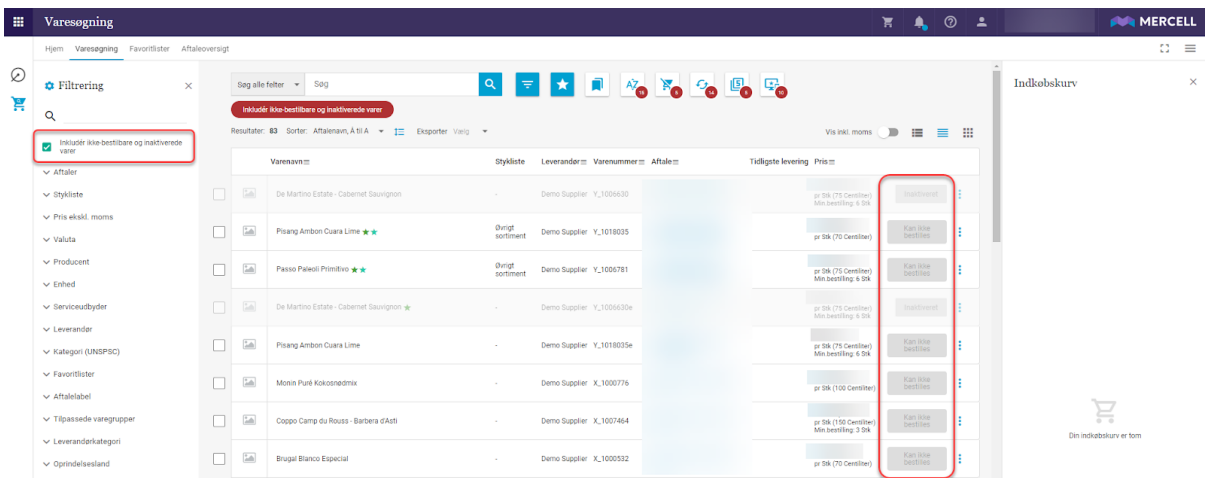 Varesøgning
MERCELL
Hjem Varesøgning Favoritlister Aftaleoversigt
Filtrering
Inkludér ikke-bestilbare og inaktiverede
varer
Aftaler
Stykliste
Pris ekskl. moms
Valuta
Producent
Enhed
Serviceudbyder
Leverandør
Kategori (UNSPSC)
Favoritlister
Aftalelabel
Tilpassede varegrupper
Leverandørkategori
Oprindelsesland
Søg alle felter Søg
Inkludér ikke-bestilbare og inaktiverede varer
Resultater: 83 Sorter: Aftalenavn, A til A Eksporter Vælg Vis inkl. moms
Varenavn Stykliste Leverandør Varenummer Aftale Tidligste levering Pris
De Martino Estate - Cabernet Sauvignon - Demo Supplier Y_1006630 pr Stk (75 Centiliter) Inaktiveret
Min.bestilling: 6 Stk
Pisang Ambon Cuara Lime Øvrigt sortiment Demo Supplier Y_1018035 pr Stk (70 Centiliter) Kan ikke bestilles
Passo Paleoli Primitivo Øvrigt sortiment Demo Supplier Y_1006781 pr Stk (75 Centiliter) Kan ikke bestilles
Min.bestilling: 6 Stk
De Martino Estate - Cabernet Sauvignon - Demo Supplier Y_1006630e pr Stk (75 Centiliter) Inaktiveret
Min.bestilling: 6 Stk
Pisang Ambon Cuara Lime - Demo Supplier Y_1018035e pr Stk (75 Centiliter) Kan ikke bestilles
Min.bestilling: 6 Stk
Monin Puré Kokosnødmix - Demo Supplier X_1000776 pr Stk (100 Centiliter) Kan ikke bestilles
Coppo Camp du Rouss - Barbera d'Asti - Demo Supplier X_1007464 pr Stk (150 Centiliter) Kan ikke bestilles
Min.bestilling: 3 Stk
Brugal Blanco Especial - Demo Supplier X_1000532 pr Stk (70 Centiliter) Kan ikke bestilles
Indkøbskurv
Din indkøbskurv er tom